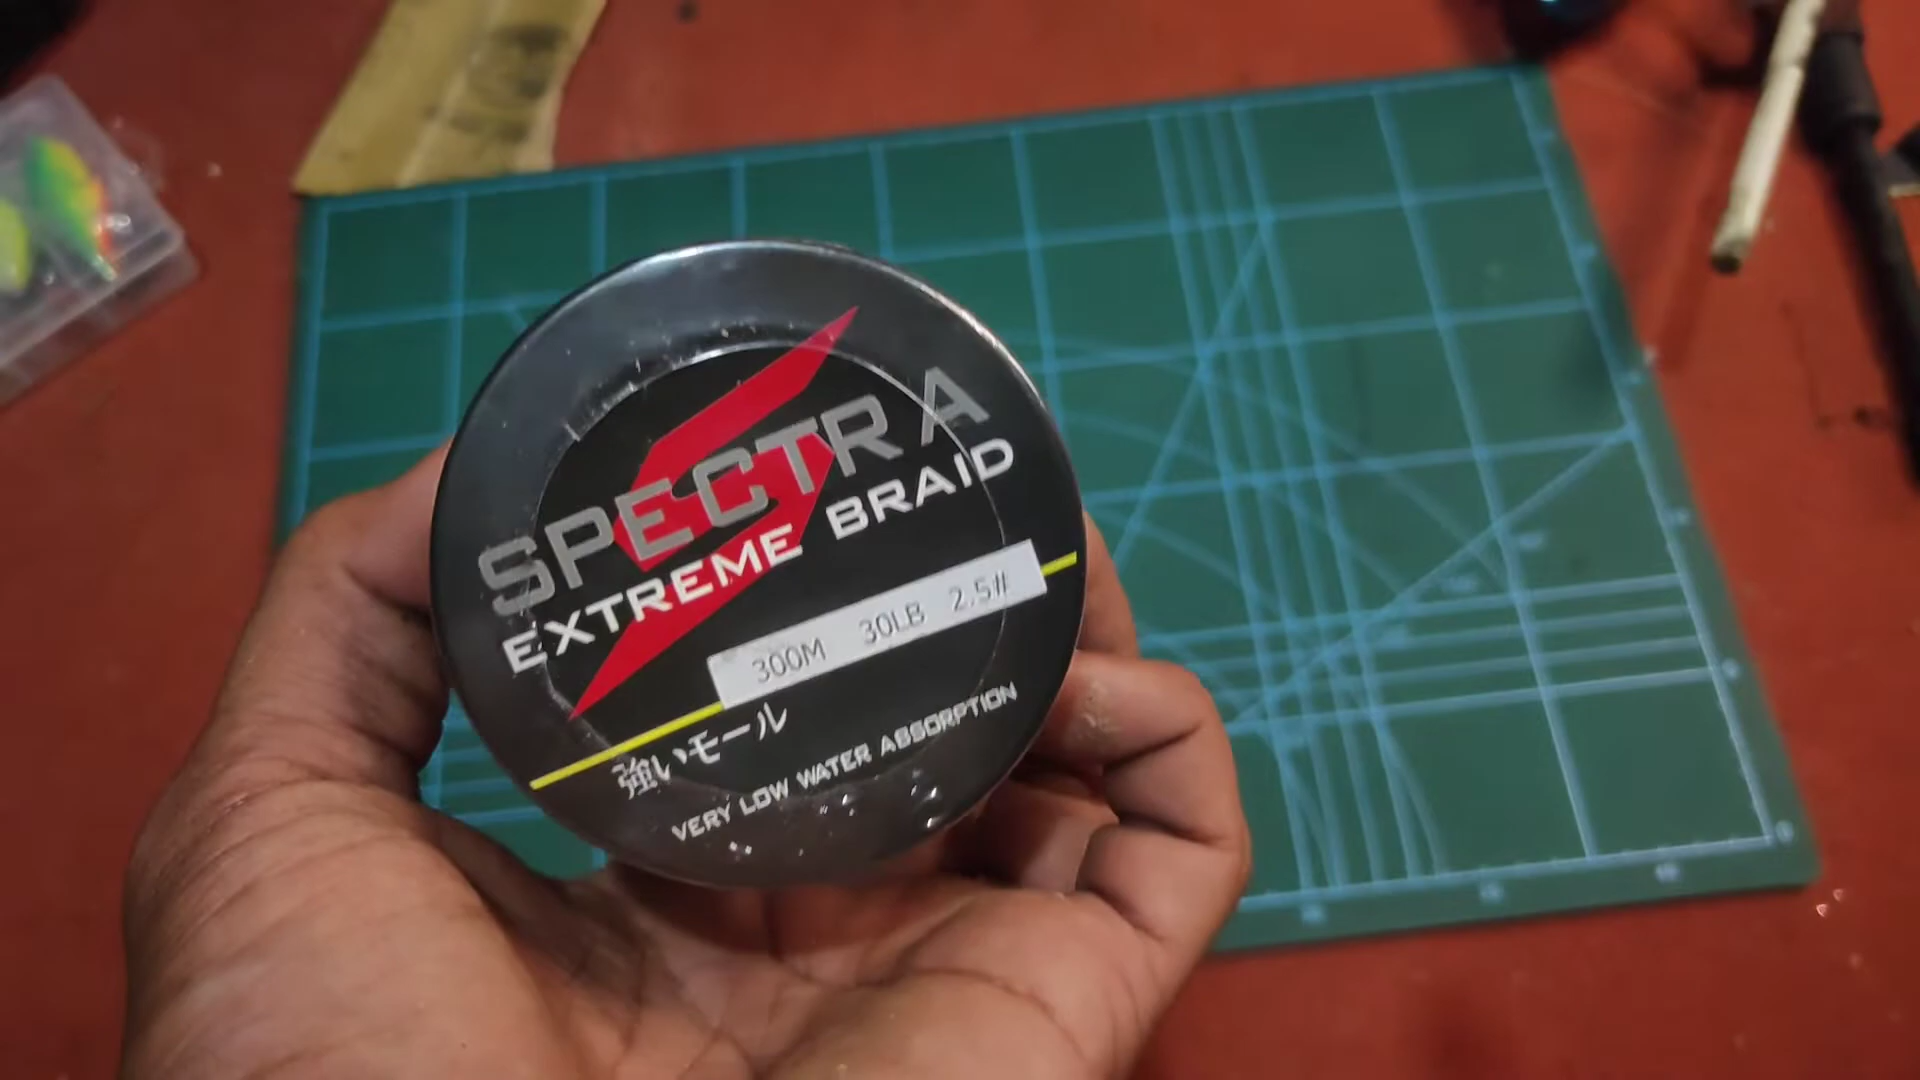 SPECTRA
EXTREME BRAID
300M 30LB 2.5#
強いモール
VERY LOW WATER ABSORPTION